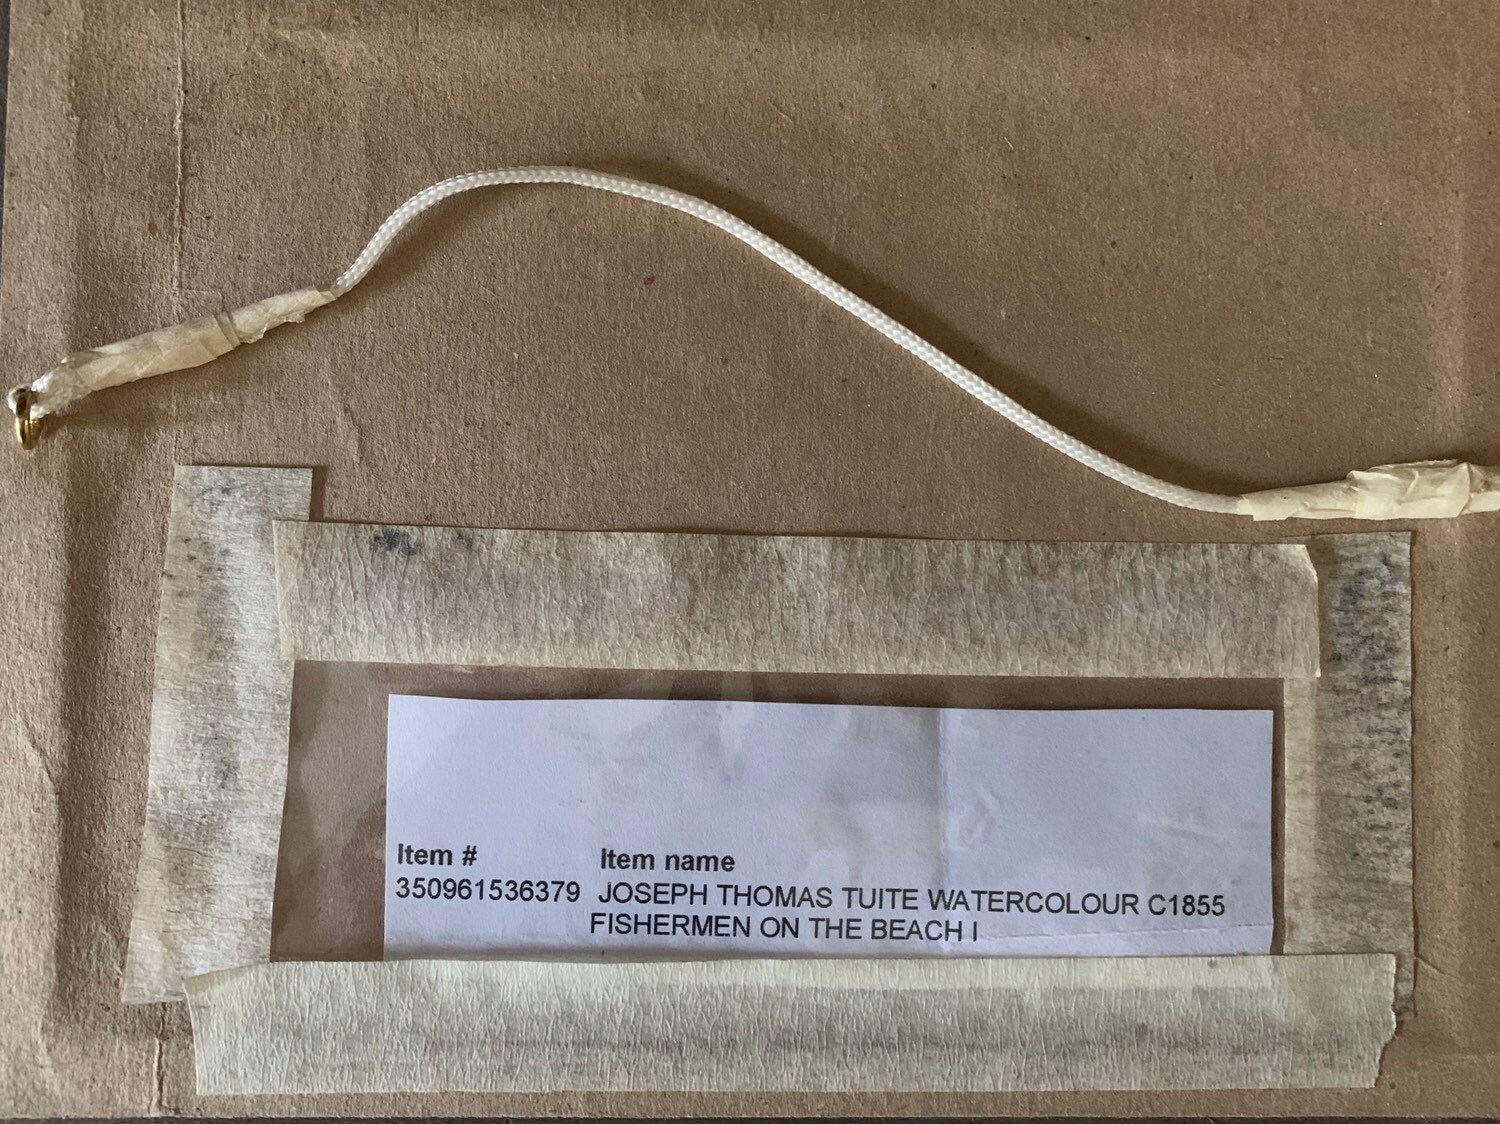 Item # Item name
350961536379 JOSEPH THOMAS TUITE WATERCOLOUR C1855
FISHERMEN ON THE BEACH I